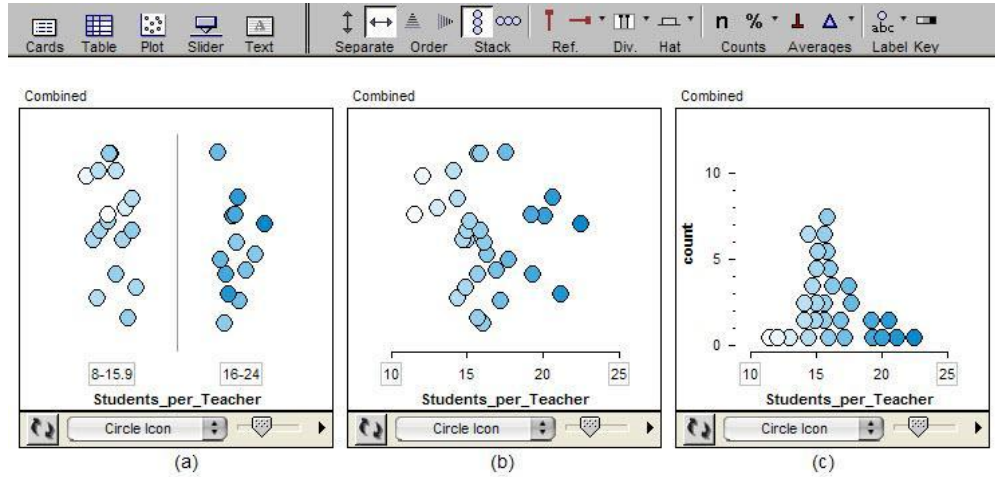 Cards Table Plot Slider Text Separate Order Stack Ref. Div. Hat Counts Averages Label Key
n %
abc
A
Combined Combined Combined
10
5
0
count
8-15.9 16-24 10 15 20 25 10 15 20 25
Students_per_Teacher Students_per_Teacher Students_per_Teacher
Circle Icon Circle Icon Circle Icon
(a) (b) (c)